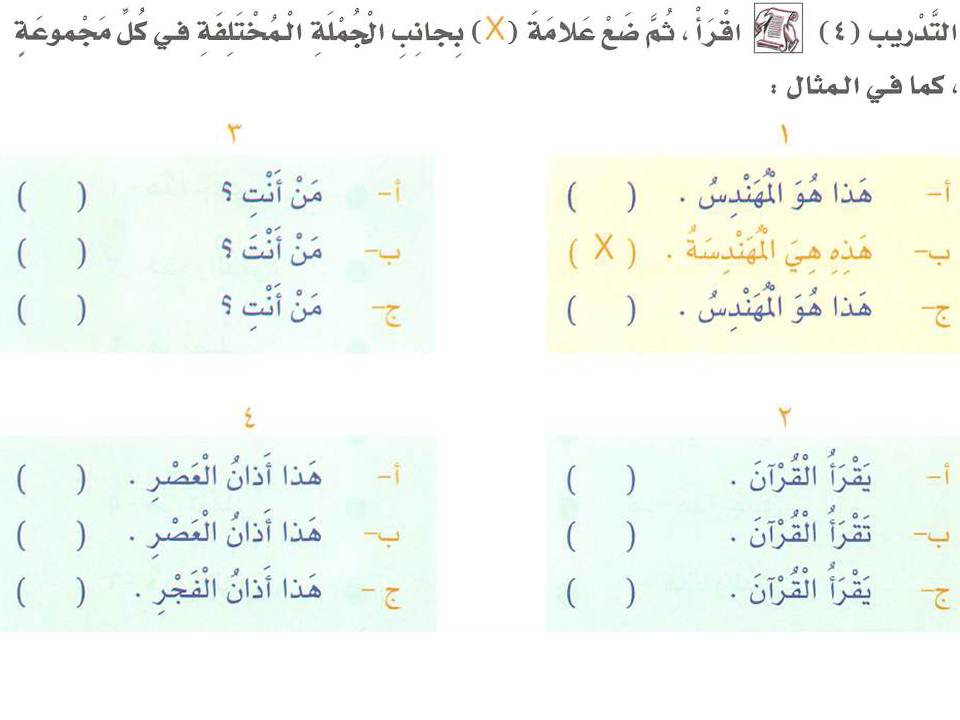 التَّدْريب (٤) اقْرَأْ ، ثُمَّ ضَعْ عَلامَةَ (X) بِجانِبِ الْجُمْلَةِ الْمُخْتَلِفَةِ في كُلِّ مَجْموعَةٍ
، كما في المثال :
١
أ- هَذا هُوَ الْمُهَنْدِسُ . ( )
ب- هَذِهِ هِيَ الْمُهَنْدِسَةُ . ( X )
ج- هَذا هُوَ الْمُهَنْدِسُ . ( )
٢
أ- يَقْرَأُ الْقُرْآنَ . ( )
ب- تَقْرَأُ الْقُرْآنَ . ( )
ج- يَقْرَأُ الْقُرْآنَ . ( )
٣
أ- مَنْ أَنْتِ ؟ ( )
ب- مَنْ أَنْتَ ؟ ( )
ج- مَنْ أَنْتِ ؟ ( )
٤
أ- هَذا أَذانُ الْعَصْرِ . ( )
ب- هَذا أَذانُ الْعَصْرِ . ( )
ج- هَذا أَذانُ الْفَجْرِ . ( )